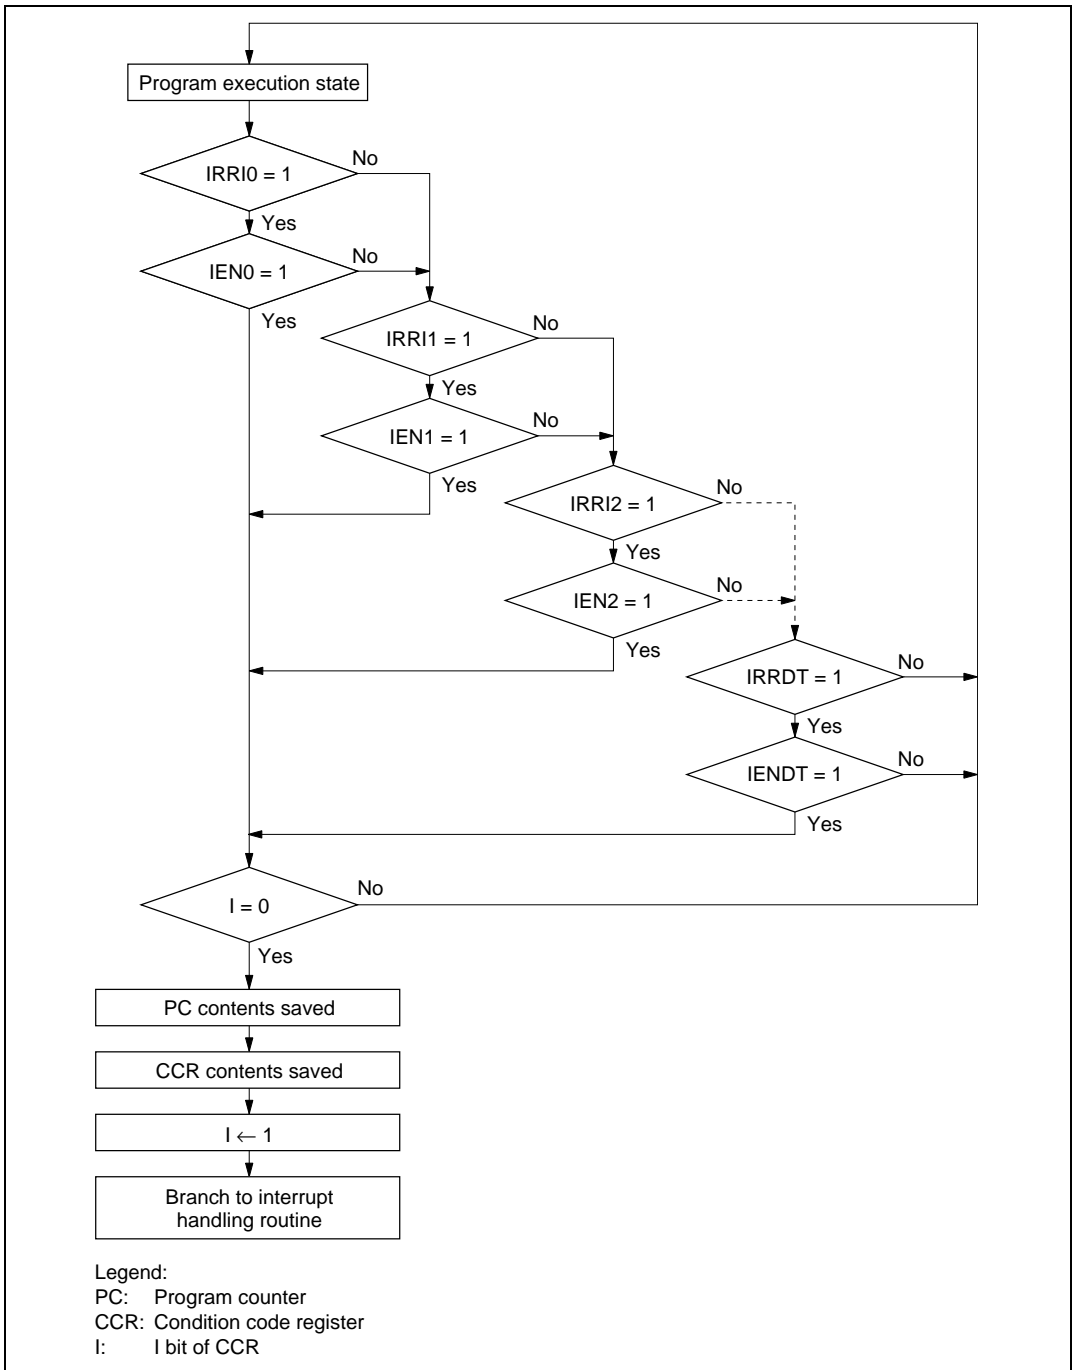 Program execution state
IRRI0 = 1
No
Yes
IEN0 = 1
No
Yes
IRRI1 = 1
No
Yes
IEN1 = 1
No
Yes
IRRI2 = 1
No
Yes
IEN2 = 1
No
Yes
IRRDT = 1
No
Yes
IENDT = 1
No
Yes
I = 0
No
Yes
PC contents saved
CCR contents saved
I ← 1
Branch to interrupt
handling routine
Legend:
PC: Program counter
CCR: Condition code register
I: I bit of CCR